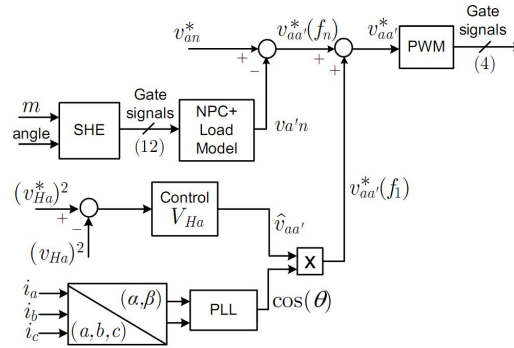 v*an
v*aa'(fn)
v*aa'
PWM
Gate signals
(4)
m
angle
SHE
Gate signals
(12)
NPC+
Load
Model
va'n
(v*Ha)2
(vHa)2
Control
VHa
v̂aa'
v*aa'(f1)
X
ia
ib
ic
(α,β)
(a,b,c)
PLL
cos(θ)
+
−
+
+
+
−